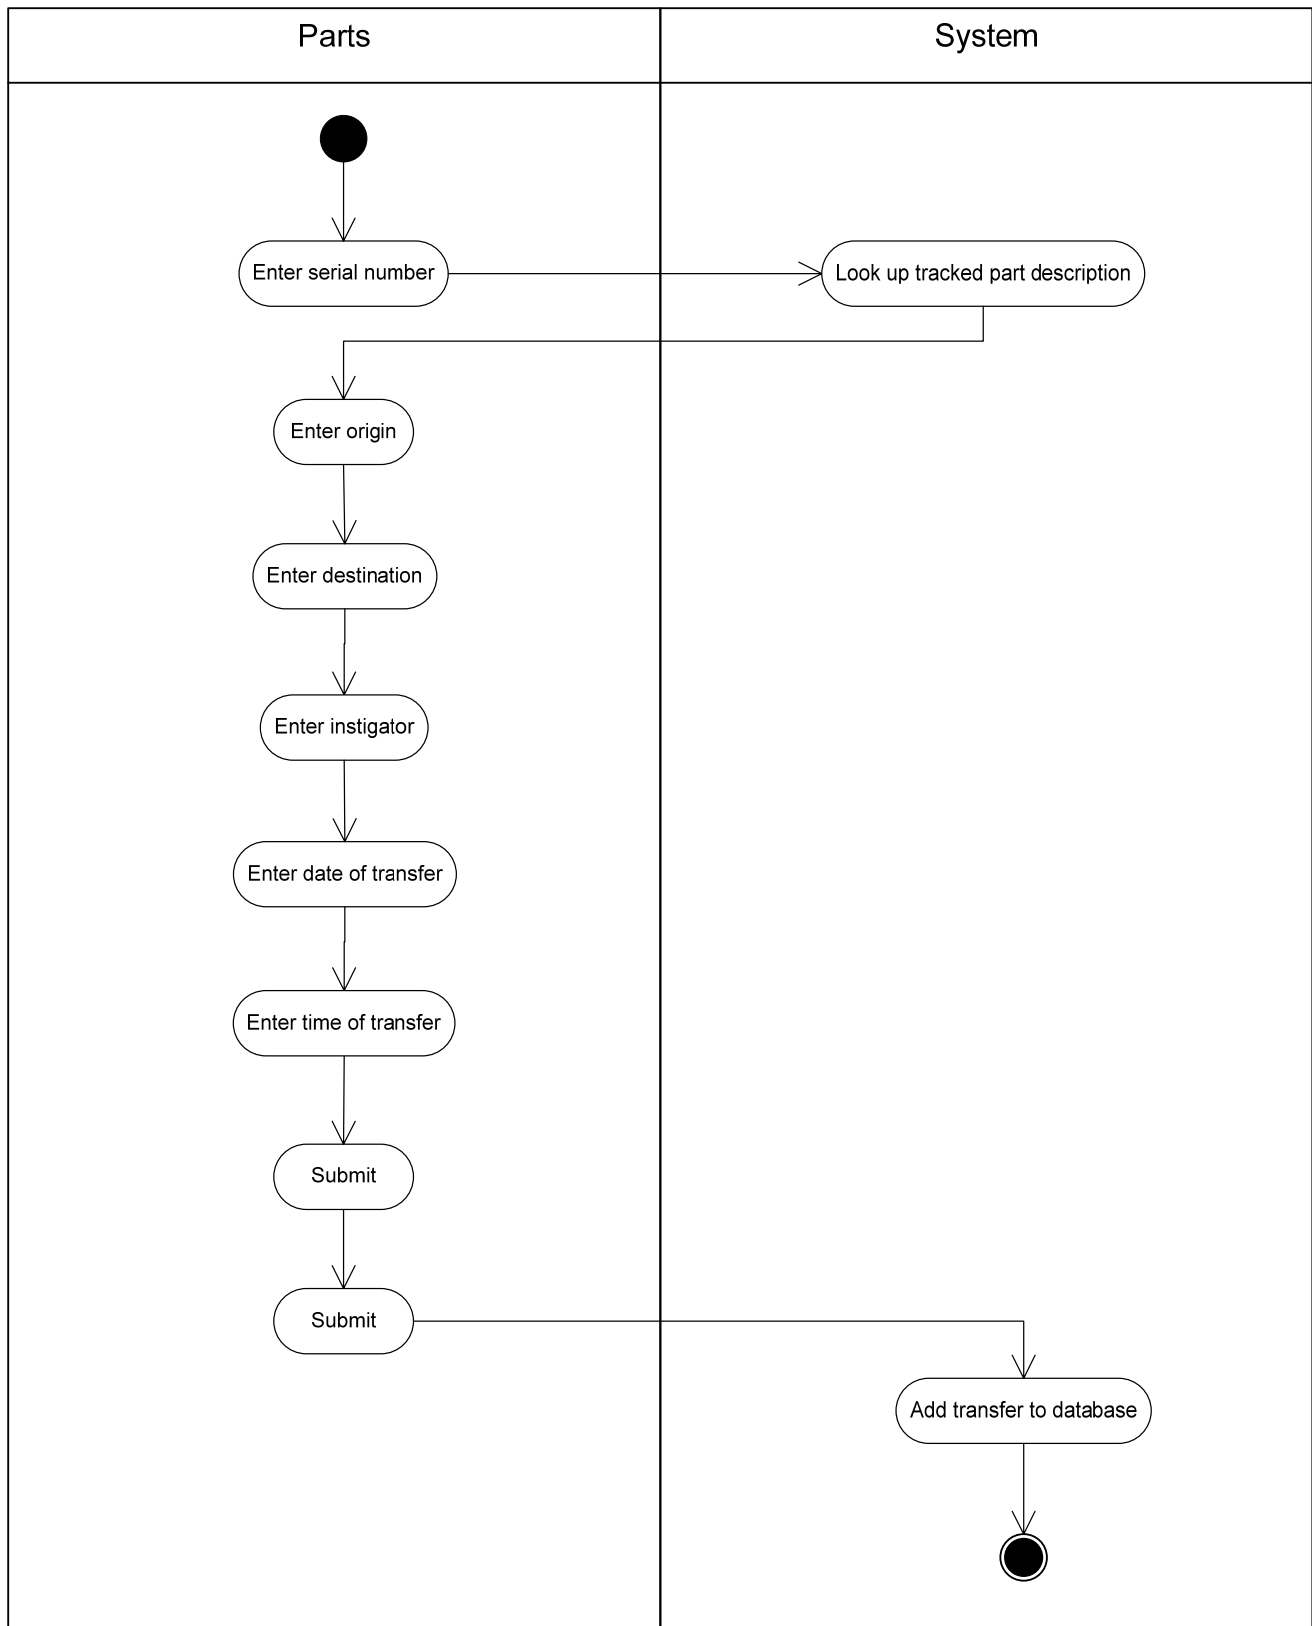 Parts
System
Enter serial number
Look up tracked part description
Enter origin
Enter destination
Enter instigator
Enter date of transfer
Enter time of transfer
Submit
Submit
Add transfer to database